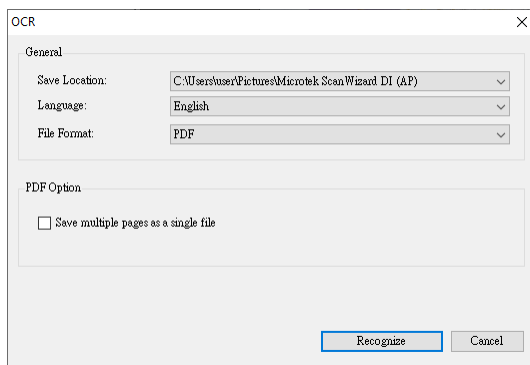 OCR
General
Save Location: C:\Users\user\Pictures\Microtek ScanWizard DI (AP)
Language: English
File Format: PDF
PDF Option
Save multiple pages as a single file
Recognize Cancel